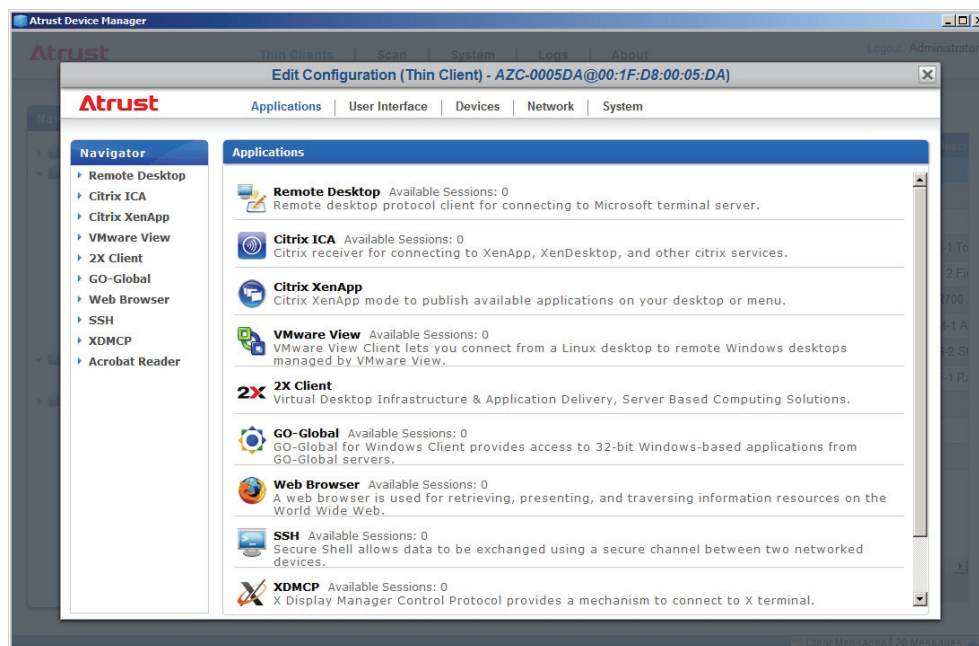 Atrust Device Manager
Atrust
Thin Clients | Scan | System | Logs | About
Logout Administrator
Edit Configuration (Thin Client) - AZC-0005DA@00:1F:D8:00:05:DA)
Atrust
Applications | User Interface | Devices | Network | System
Navigator
Remote Desktop
Citrix ICA
Citrix XenApp
VMware View
2X Client
GO-Global
Web Browser
SSH
XDMCP
Acrobat Reader
Applications
Remote Desktop Available Sessions: 0
Remote desktop protocol client for connecting to Microsoft terminal server.
Citrix ICA Available Sessions: 0
Citrix receiver for connecting to XenApp, XenDesktop, and other citrix services.
Citrix XenApp
Citrix XenApp mode to publish available applications on your desktop or menu.
VMware View Available Sessions: 0
VMware View Client lets you connect from a Linux desktop to remote Windows desktops
managed by VMware View.
2X
2X Client
Virtual Desktop Infrastructure & Application Delivery, Server Based Computing Solutions.
GO-Global Available Sessions: 0
GO-Global for Windows Client provides access to 32-bit Windows-based applications from
GO-Global servers.
Web Browser Available Sessions: 0
A web browser is used for retrieving, presenting, and traversing information resources on the
World Wide Web.
SSH Available Sessions: 0
Secure Shell allows data to be exchanged using a secure channel between two networked
devices.
XDMCP Available Sessions: 0
X Display Manager Control Protocol provides a mechanism to connect to X terminal.
Clear Messages | 28 Messages